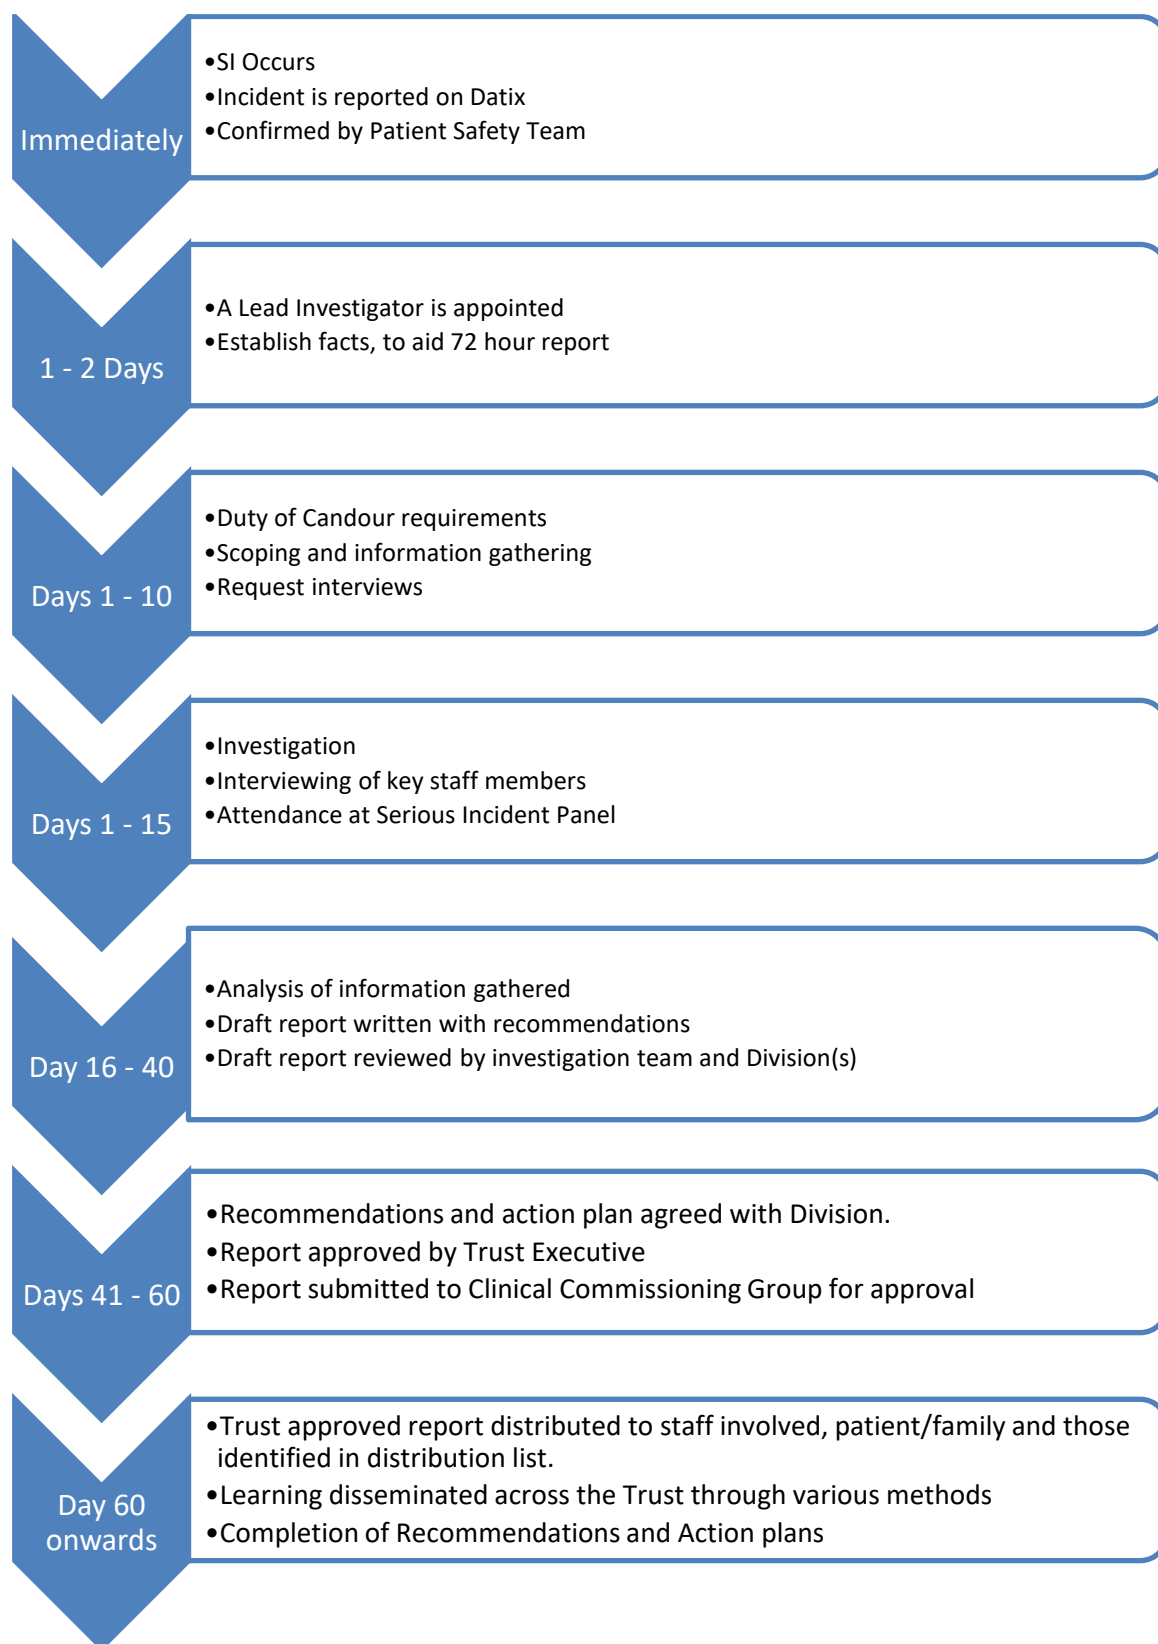 Immediately
•SI Occurs
•Incident is reported on Datix
•Confirmed by Patient Safety Team
1 - 2 Days
•A Lead Investigator is appointed
•Establish facts, to aid 72 hour report
Days 1 - 10
•Duty of Candour requirements
•Scoping and information gathering
•Request interviews
Days 1 - 15
•Investigation
•Interviewing of key staff members
•Attendance at Serious Incident Panel
Day 16 - 40
•Analysis of information gathered
•Draft report written with recommendations
•Draft report reviewed by investigation team and Division(s)
Days 41 - 60
•Recommendations and action plan agreed with Division.
•Report approved by Trust Executive
•Report submitted to Clinical Commissioning Group for approval
Day 60
onwards
•Trust approved report distributed to staff involved, patient/family and those
identified in distribution list.
•Learning disseminated across the Trust through various methods
•Completion of Recommendations and Action plans